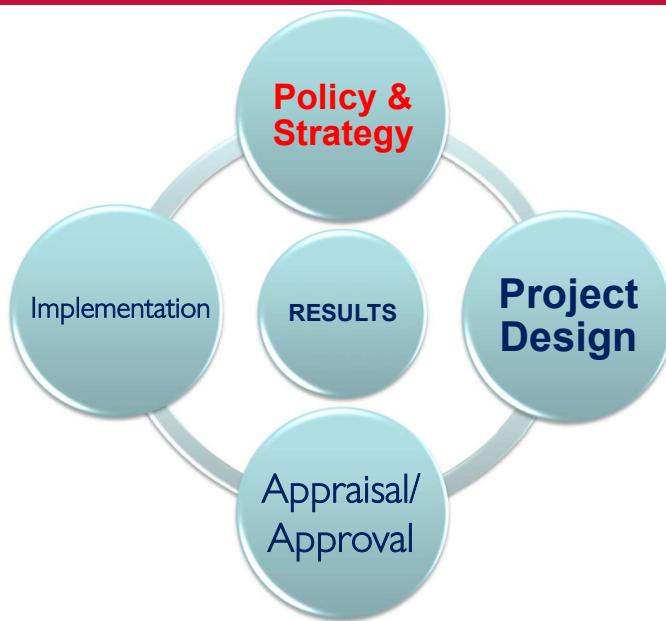 Policy &
Strategy
Implementation
RESULTS
Project
Design
Appraisal/
Approval